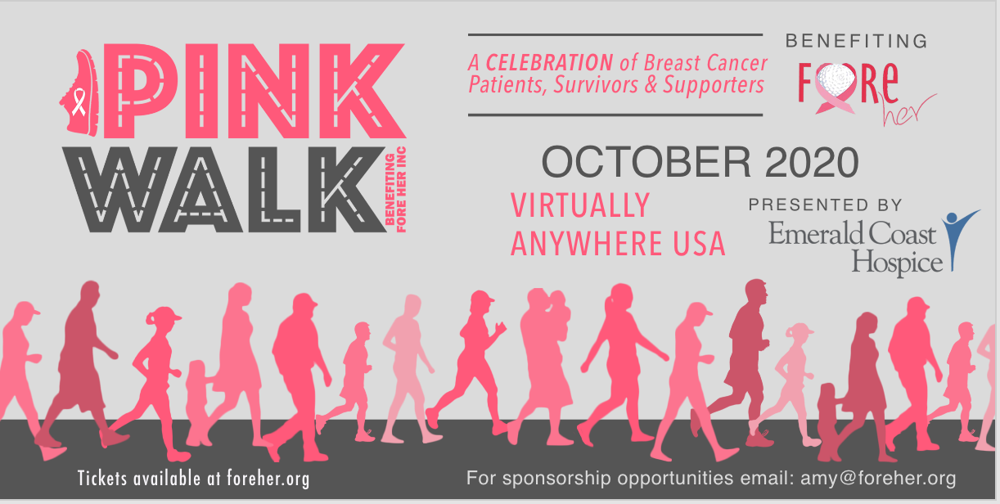 PINK
WALK
BENEFITING
FORE HER INC
A CELEBRATION of Breast Cancer
Patients, Survivors & Supporters
BENEFITING
FORe
her
OCTOBER 2020
VIRTUALLY
ANYWHERE USA
PRESENTED BY
Emerald Coast
Hospice
Tickets available at foreher.org
For sponsorship opportunities email: amy@foreher.org